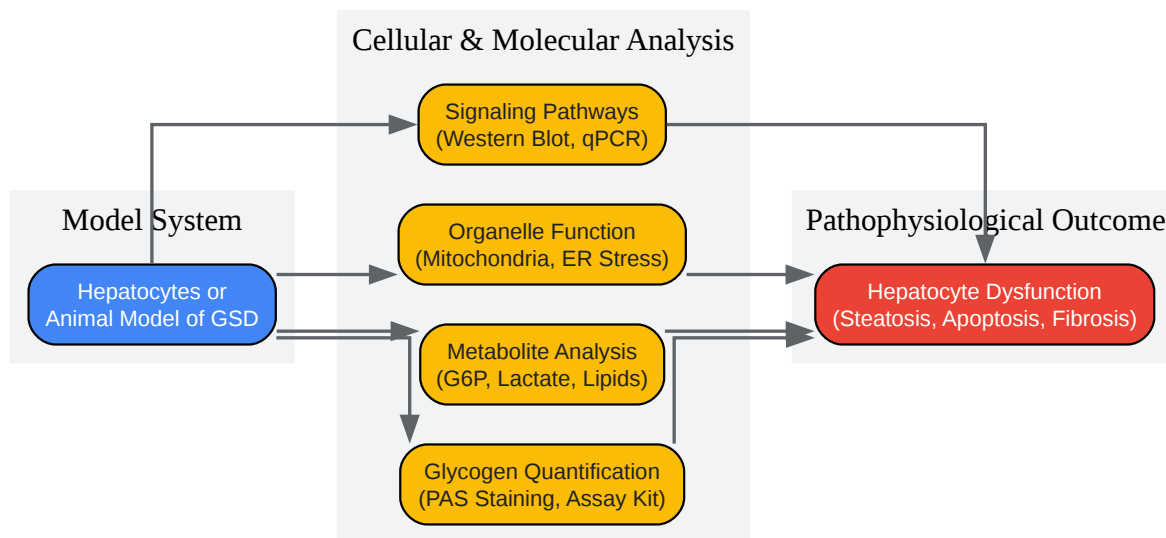 Cellular & Molecular Analysis
Signaling Pathways
(Western Blot, qPCR)
Model System
Pathophysiological Outcome
Organelle Function
(Mitochondria, ER Stress)
Hepatocytes or
Animal Model of GSD
Hepatocyte Dysfunction
(Steatosis, Apoptosis, Fibrosis)
Metabolite Analysis
(G6P, Lactate, Lipids)
Glycogen Quantification
(PAS Staining, Assay Kit)